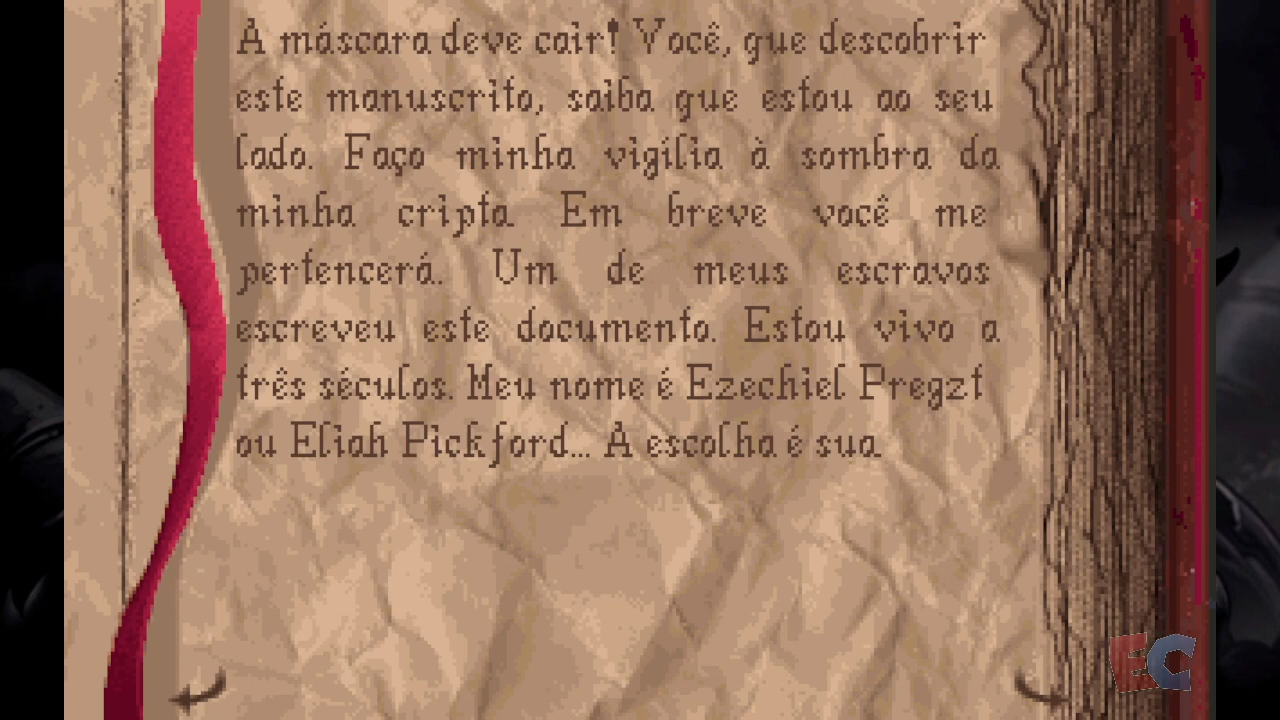 A máscara deve cair! Você, que descobrir
este manuscrito, saiba que estou ao seu
lado. Faço minha vigília à sombra da
minha cripta Em breve você me
pertencerá. Um de meus escravos
escreveu este documento. Estou vivo a
três séculos. Meu nome é Ezechiel Pregzt
ou Eliah Pickford... A escolha é sua.
EC